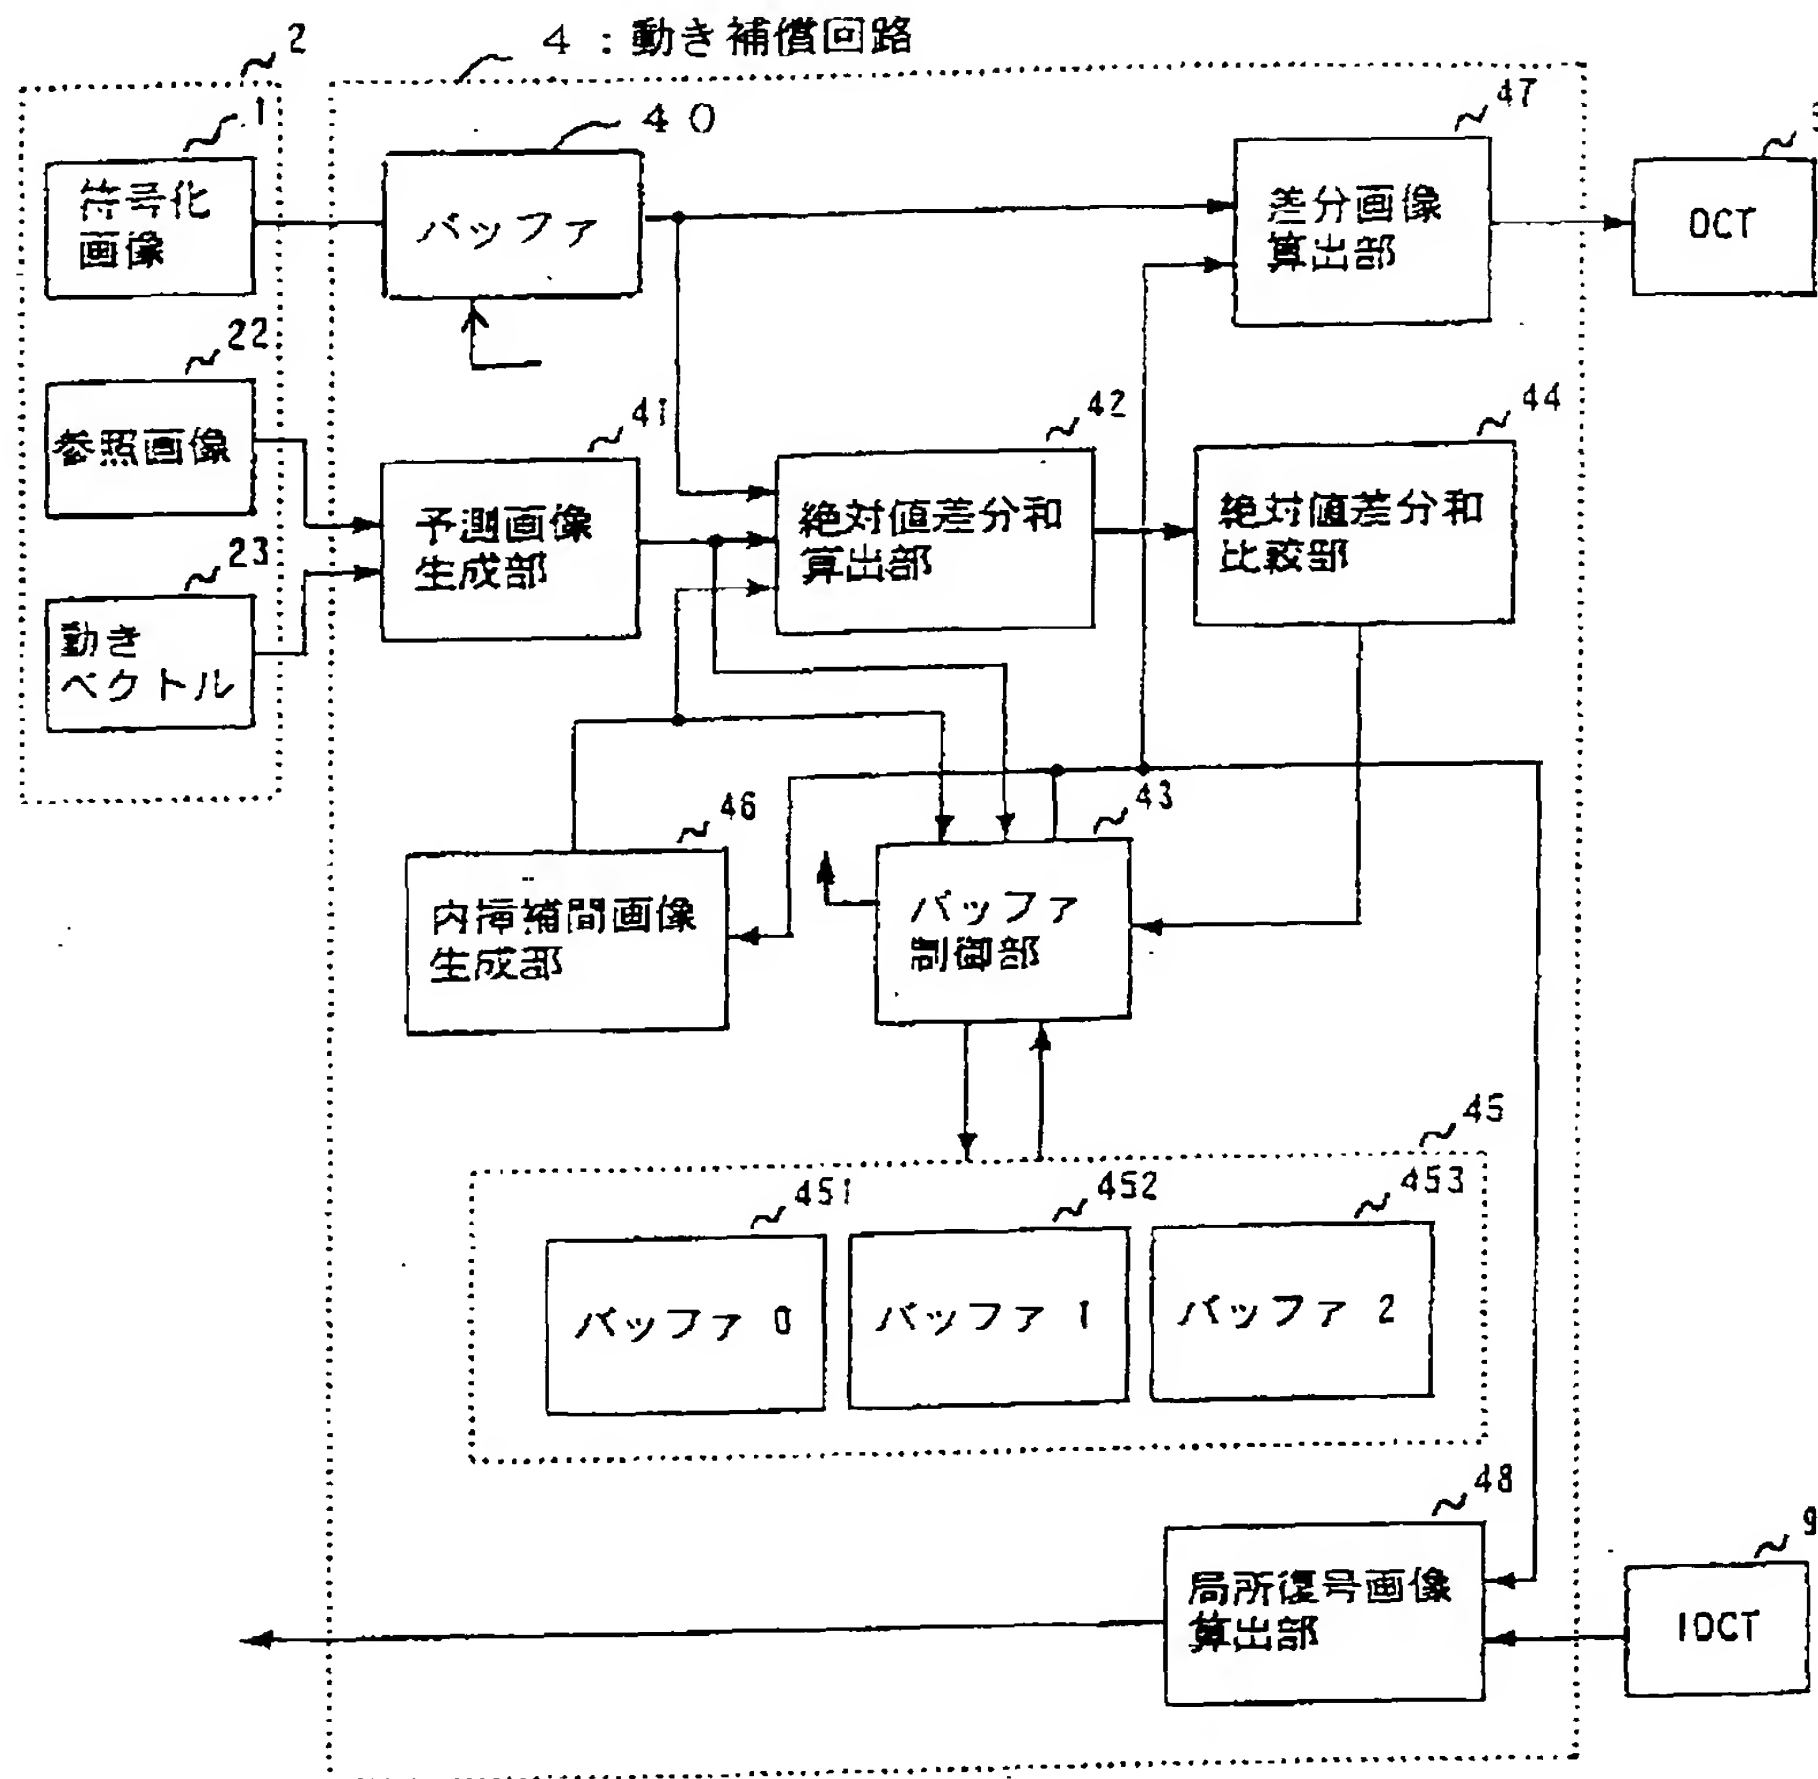 2
4:動き補償回路
1
符号化
画像
40
バッファ
47
差分画像
算出部
DCT
22
参照画像
41
予測画像
生成部
42
絶対値差分和
算出部
44
絶対値差分和
比較部
23
動き
ベクトル
46
内挿補間画像
生成部
43
バッファ
制御部
45
451
バッファ 0
452
バッファ 1
453
バッファ 2
48
局所復号画像
算出部
9
IDCT